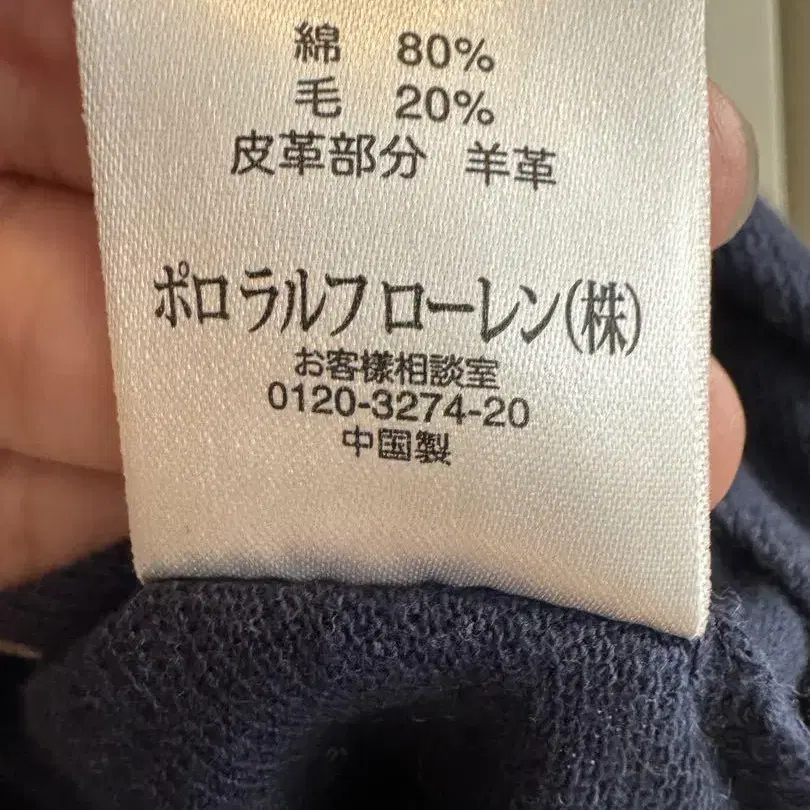 綿 80%
毛 20%
皮革部分 羊革
ポロ ラルフ ローレン(株)
お客様相談室
0120-3274-20
中国製